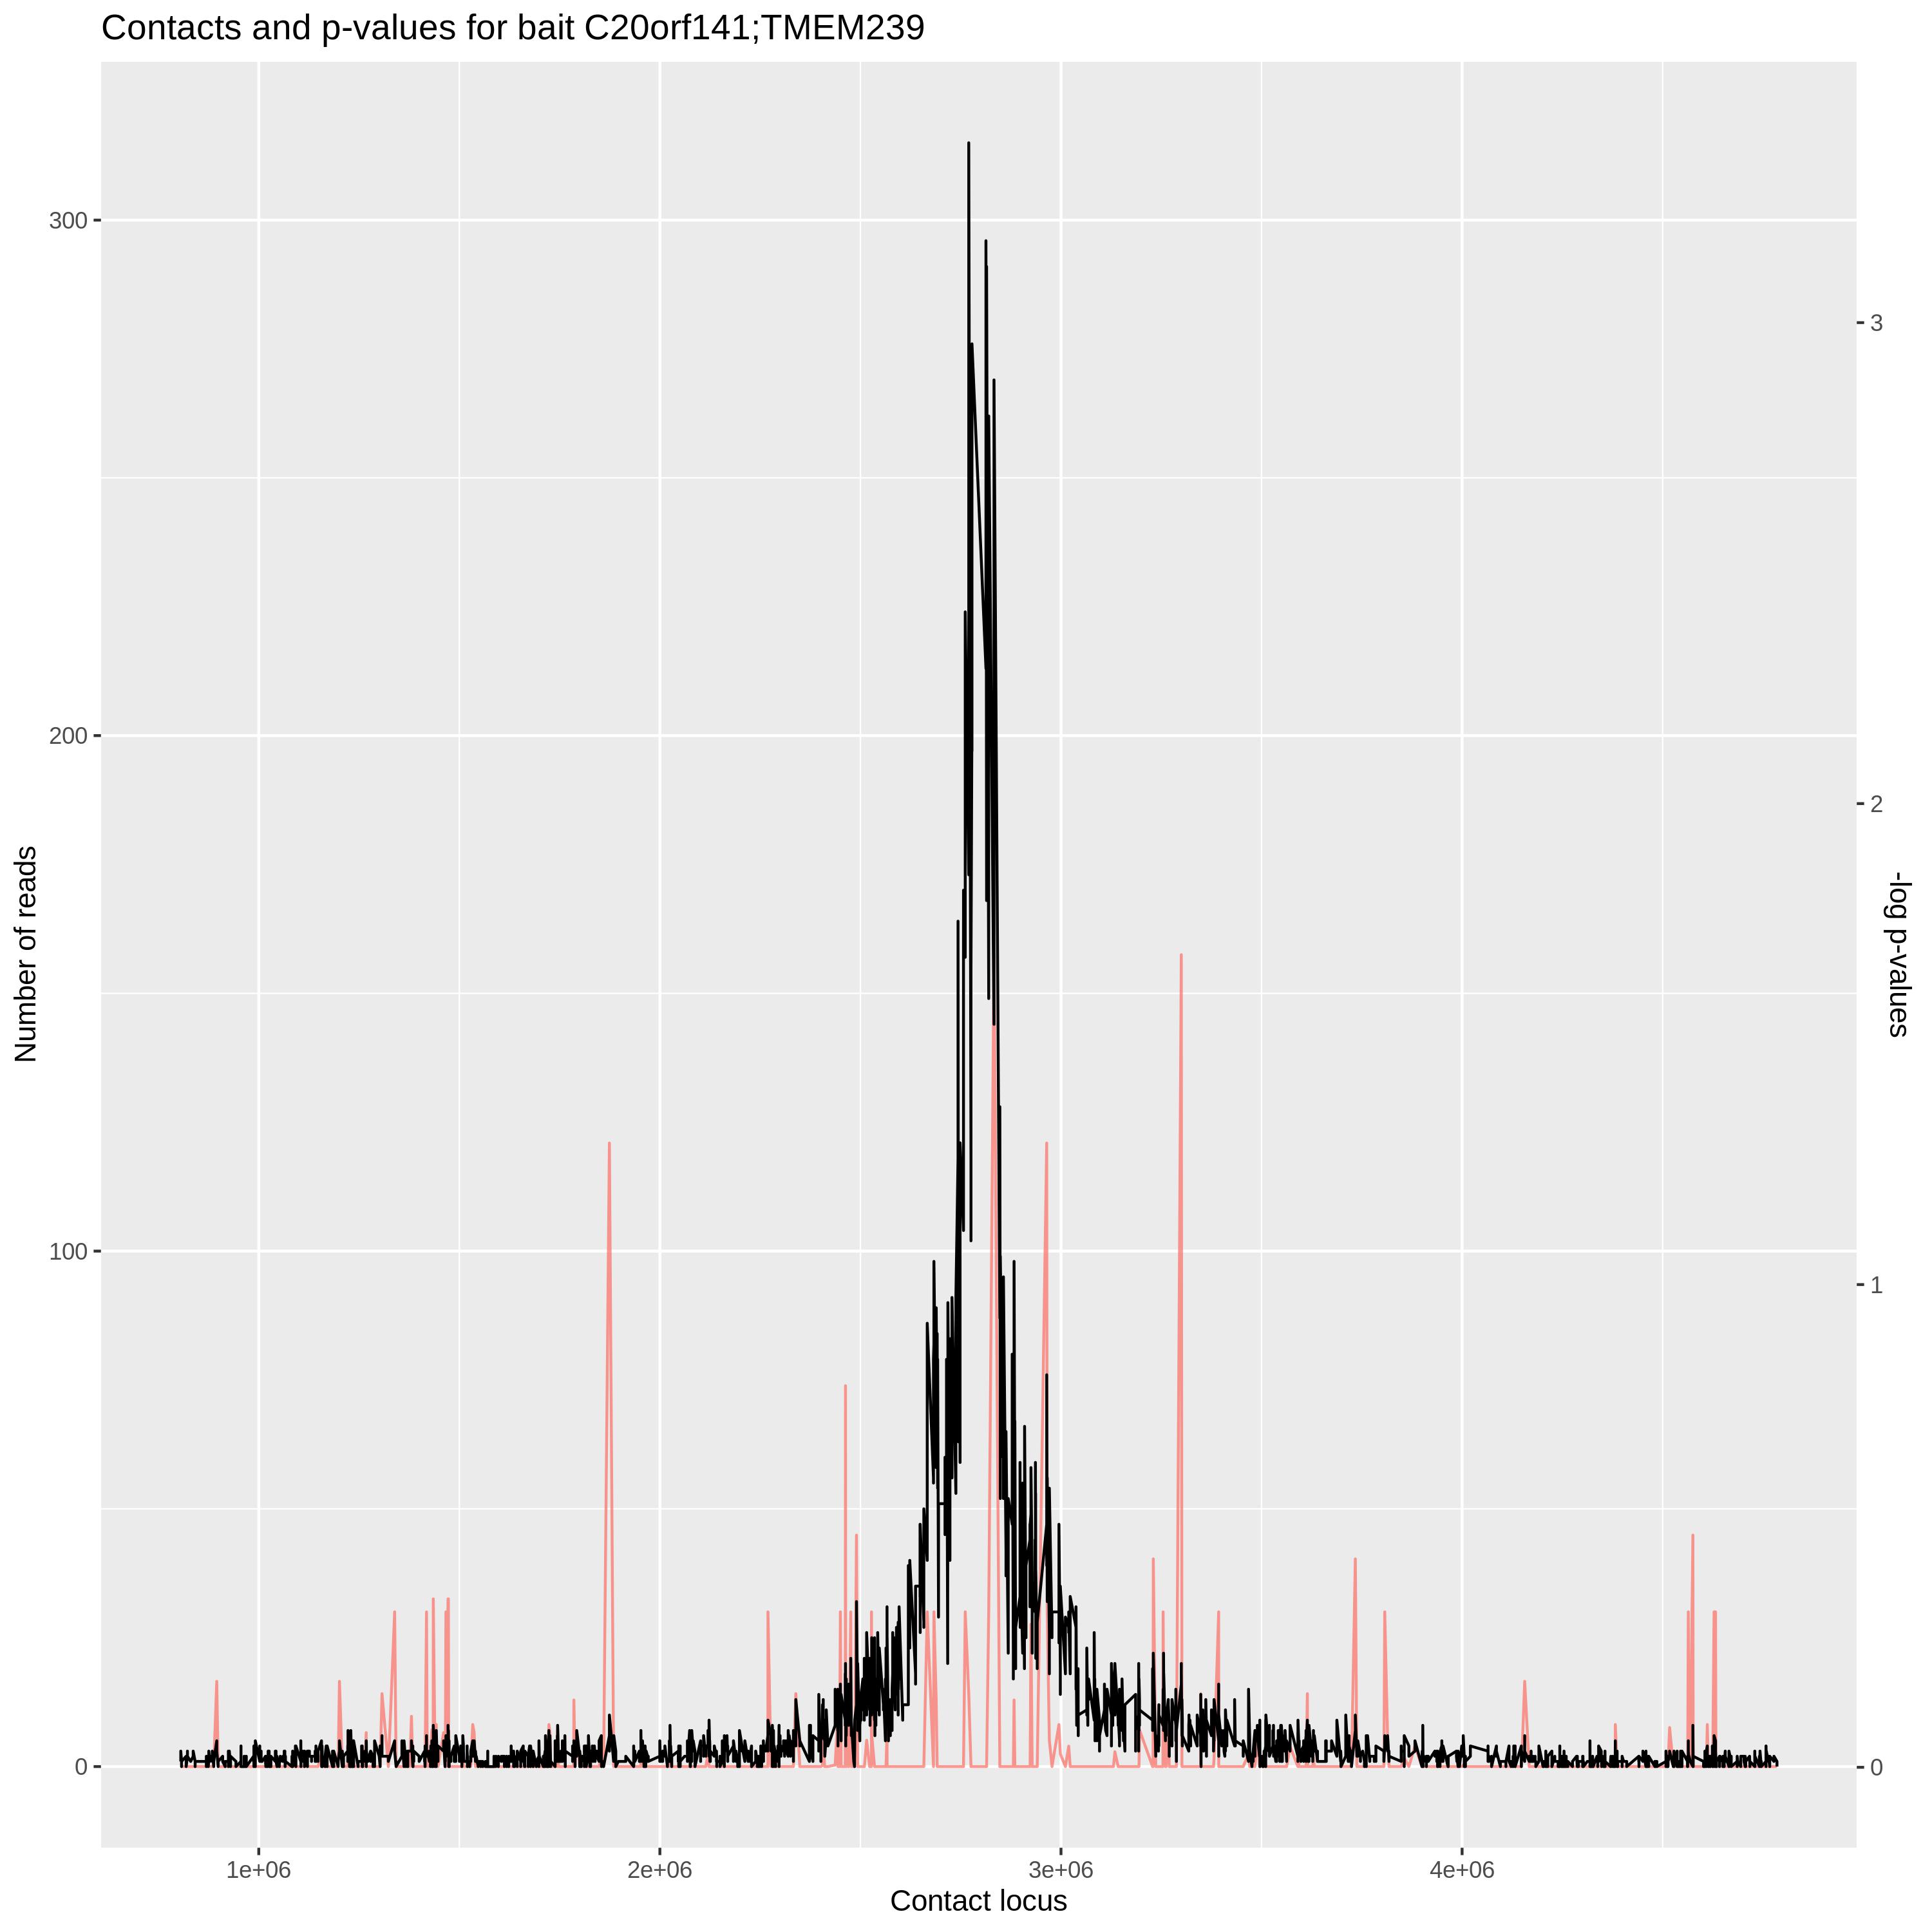 Contacts and p-values for bait C20orf141;TMEM239
Number of reads
300
200
100
0
3
2
1
0
-log p-values
1e+06
2e+06
3e+06
4e+06
Contact locus